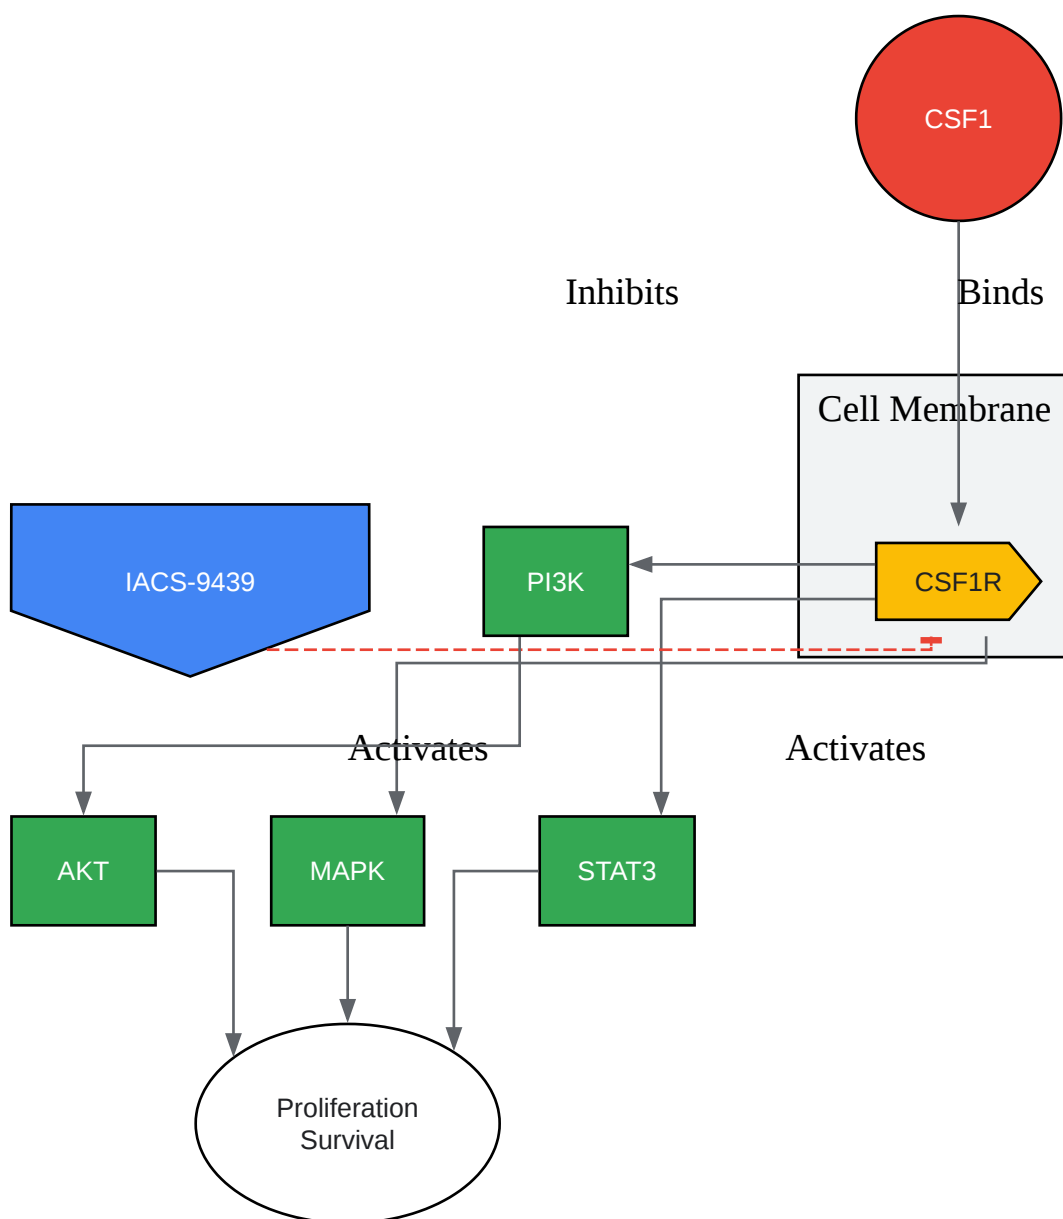 CSF1
Inhibits
Binds
Cell Membrane
IACS-9439
PI3K
CSF1R
Activates
Activates
AKT
MAPK
STAT3
Proliferation
Survival